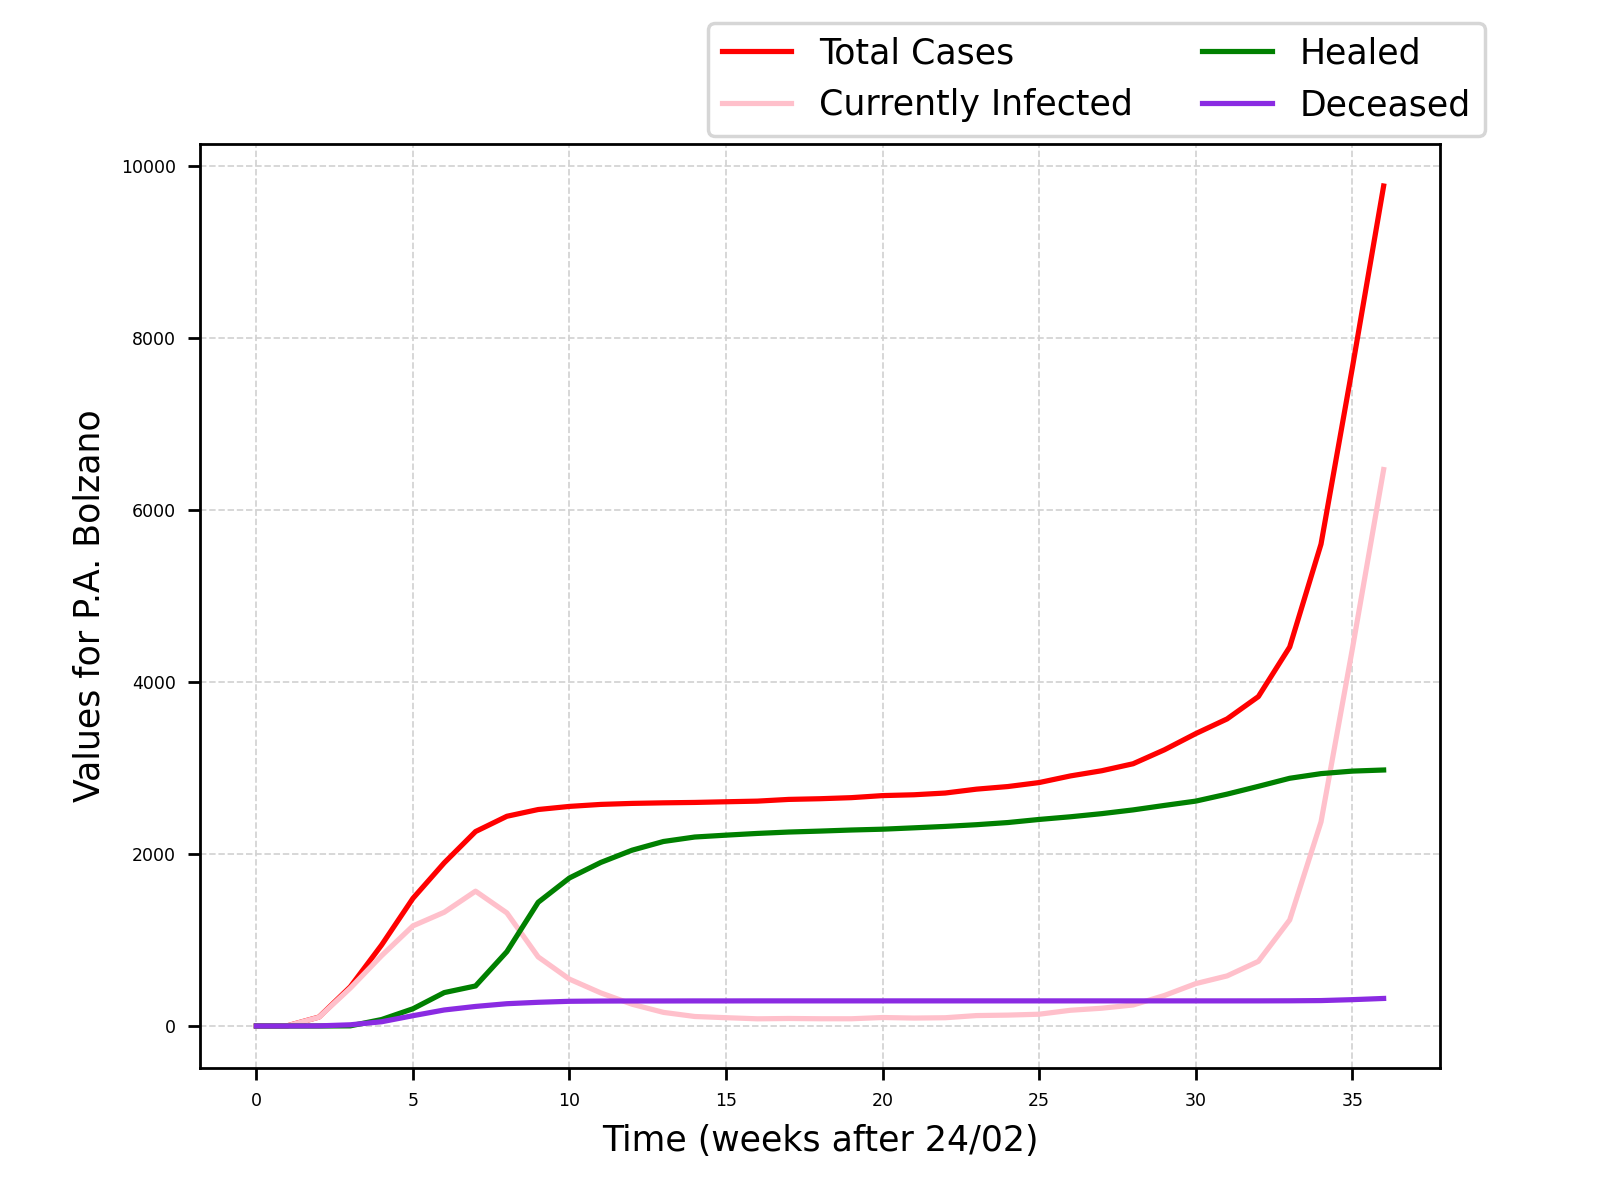 Total Cases
Currently Infected
Healed
Deceased
10000
8000
6000
4000
2000
0
Values for P.A. Bolzano
0 5 10 15 20 25 30 35
Time (weeks after 24/02)